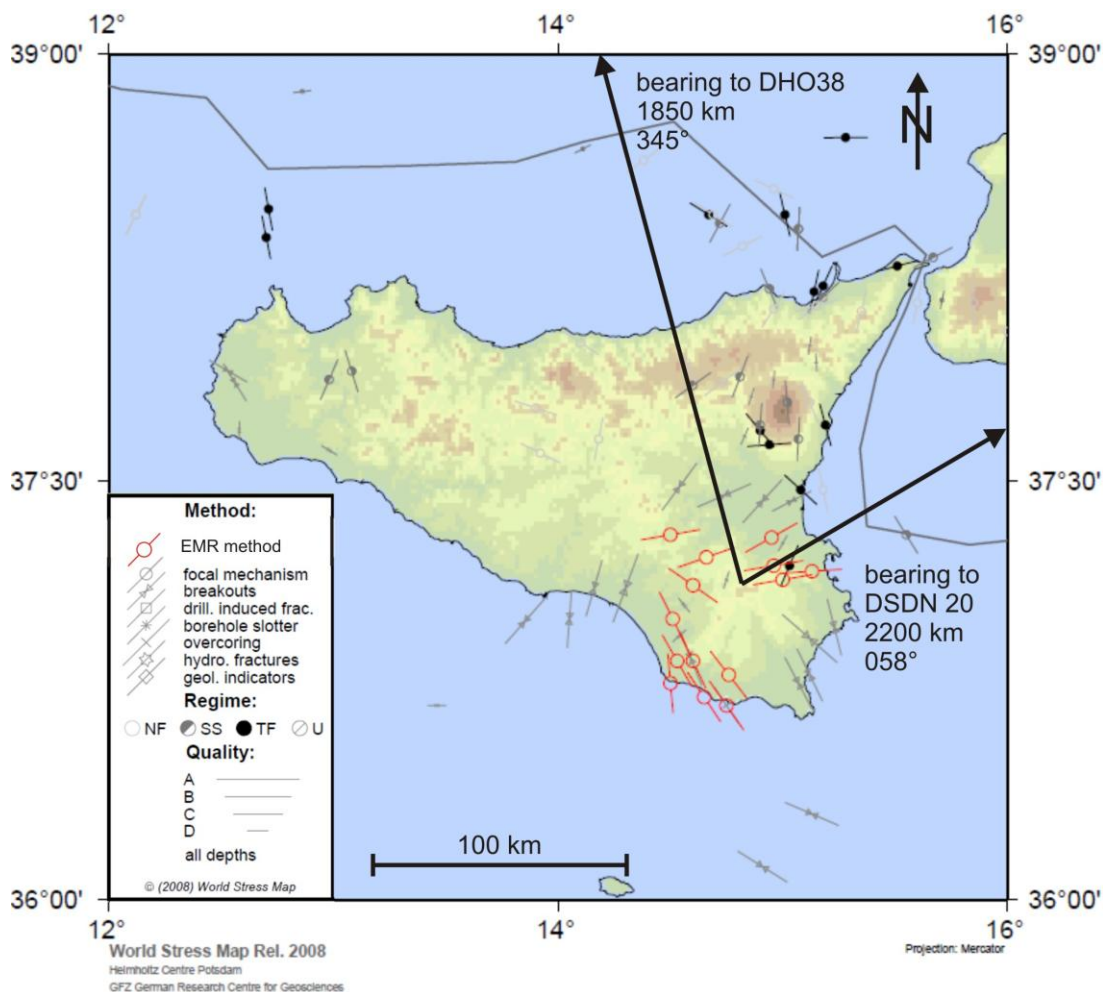 12°
14°
16°
39°00'
39°00'
bearing to DHO38
1850 km
345°
N
37°30'
37°30'
Method:
EMR method
focal mechanism
breakouts
drill. induced frac.
borehole slotter
overcoring
hydro. fractures
geol. indicators
Regime:
NF SS TF U
Quality:
A
B
C
D
all depths
© (2008) World Stress Map
bearing to
DSDN 20
2200 km
058°
100 km
36°00'
36°00'
12°
14°
16°
World Stress Map Rel. 2008
Helmholtz Centre Potsdam
GFZ German Research Centre for Geosciences
Projection: Mercator